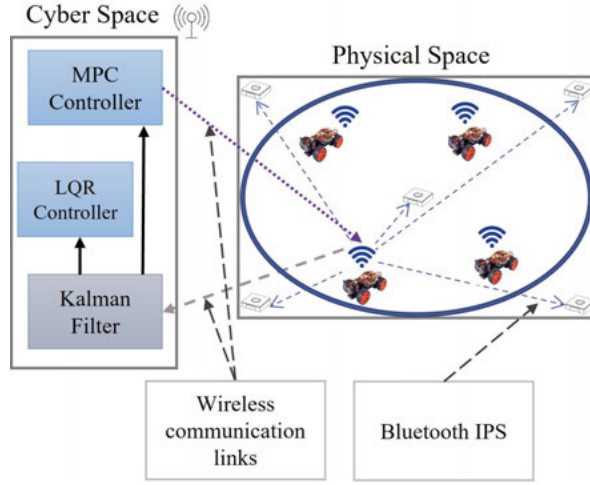 Cyber Space
Physical Space
MPC
Controller
LQR
Controller
Kalman
Filter
Wireless
communication
links
Bluetooth IPS